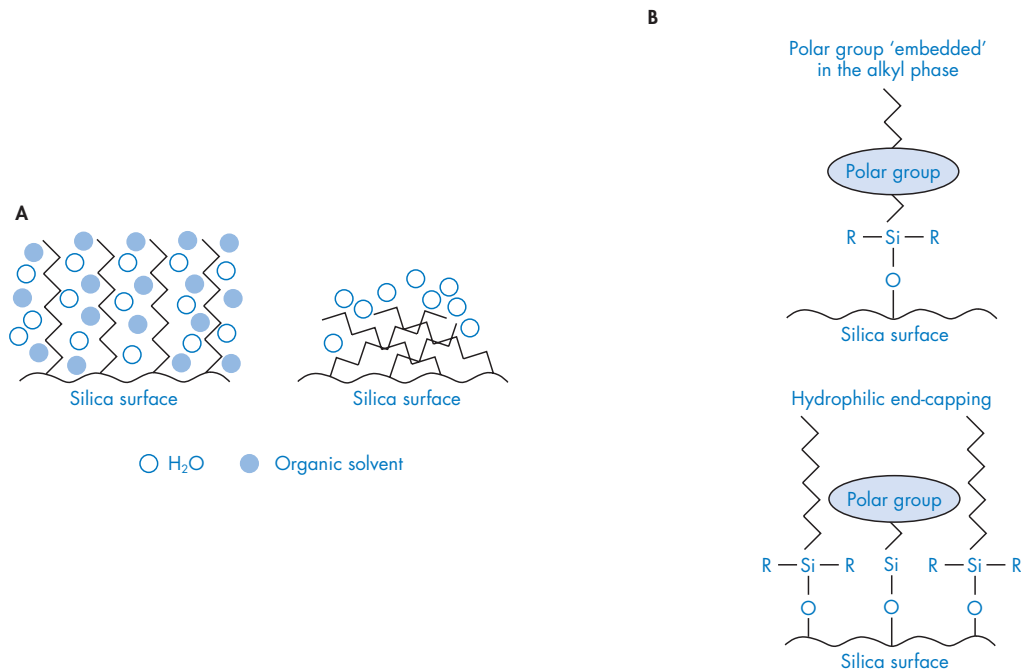 A
Silica surface
Silica surface
H₂O
Organic solvent
B
Polar group ‘embedded’
in the alkyl phase
Polar group
R Si R
O
Silica surface
Hydrophilic end-capping
Polar group
R Si R Si R Si R
O O O
Silica surface